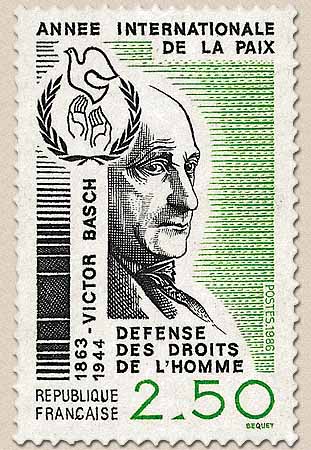 ANNEE INTERNATIONALE
DE LA PAIX
1863 - VICTOR BASCH
1944
POSTES 1986
DEFENSE
DES DROITS
DE L'HOMME
REPUBLIQUE
FRANÇAISE
2.50
BEQUET